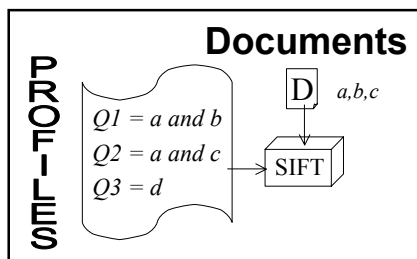 Documents
PROFILES
Q1 = a and b
Q2 = a and c
Q3 = d
D
a,b,c
SIFT